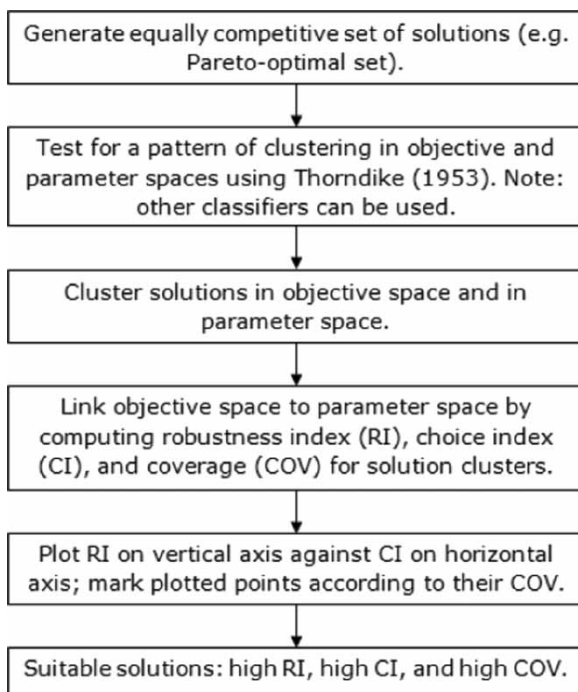 Generate equally competitive set of solutions (e.g.
Pareto-optimal set).
Test for a pattern of clustering in objective and
parameter spaces using Thorndike (1953). Note:
other classifiers can be used.
Cluster solutions in objective space and in
parameter space.
Link objective space to parameter space by
computing robustness index (RI), choice index
(CI), and coverage (COV) for solution clusters.
Plot RI on vertical axis against CI on horizontal
axis; mark plotted points according to their COV.
Suitable solutions: high RI, high CI, and high COV.